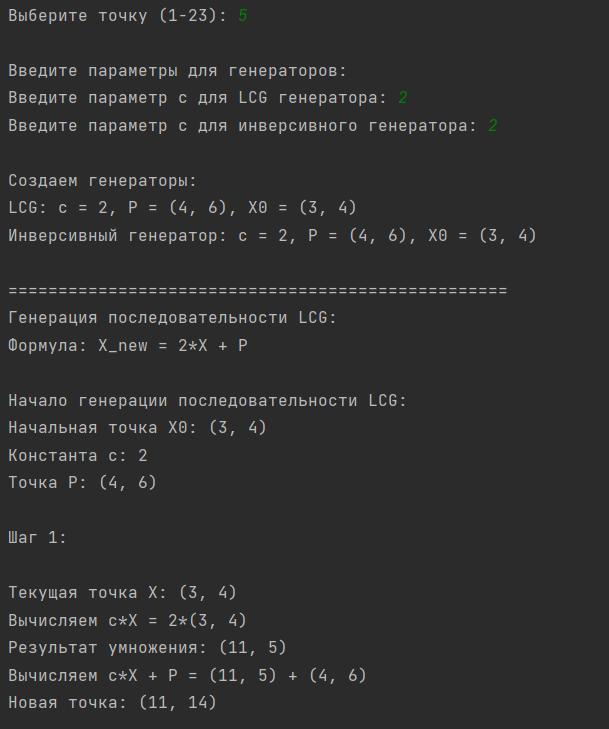 Выберите точку (1-23): 5
Введите параметры для генераторов:
Введите параметр c для LCG генератора: 2
Введите параметр c для инверсивного генератора: 2
Создаем генераторы:
LCG: c = 2, P = (4, 6), X0 = (3, 4)
Инверсивный генератор: c = 2, P = (4, 6), X0 = (3, 4)
==================================================
Генерация последовательности LCG:
Формула: X_new = 2*X + P
Начало генерации последовательности LCG:
Начальная точка X0: (3, 4)
Константа c: 2
Точка P: (4, 6)
Шаг 1:
Текущая точка X: (3, 4)
Вычисляем c*X = 2*(3, 4)
Результат умножения: (11, 5)
Вычисляем c*X + P = (11, 5) + (4, 6)
Новая точка: (11, 14)